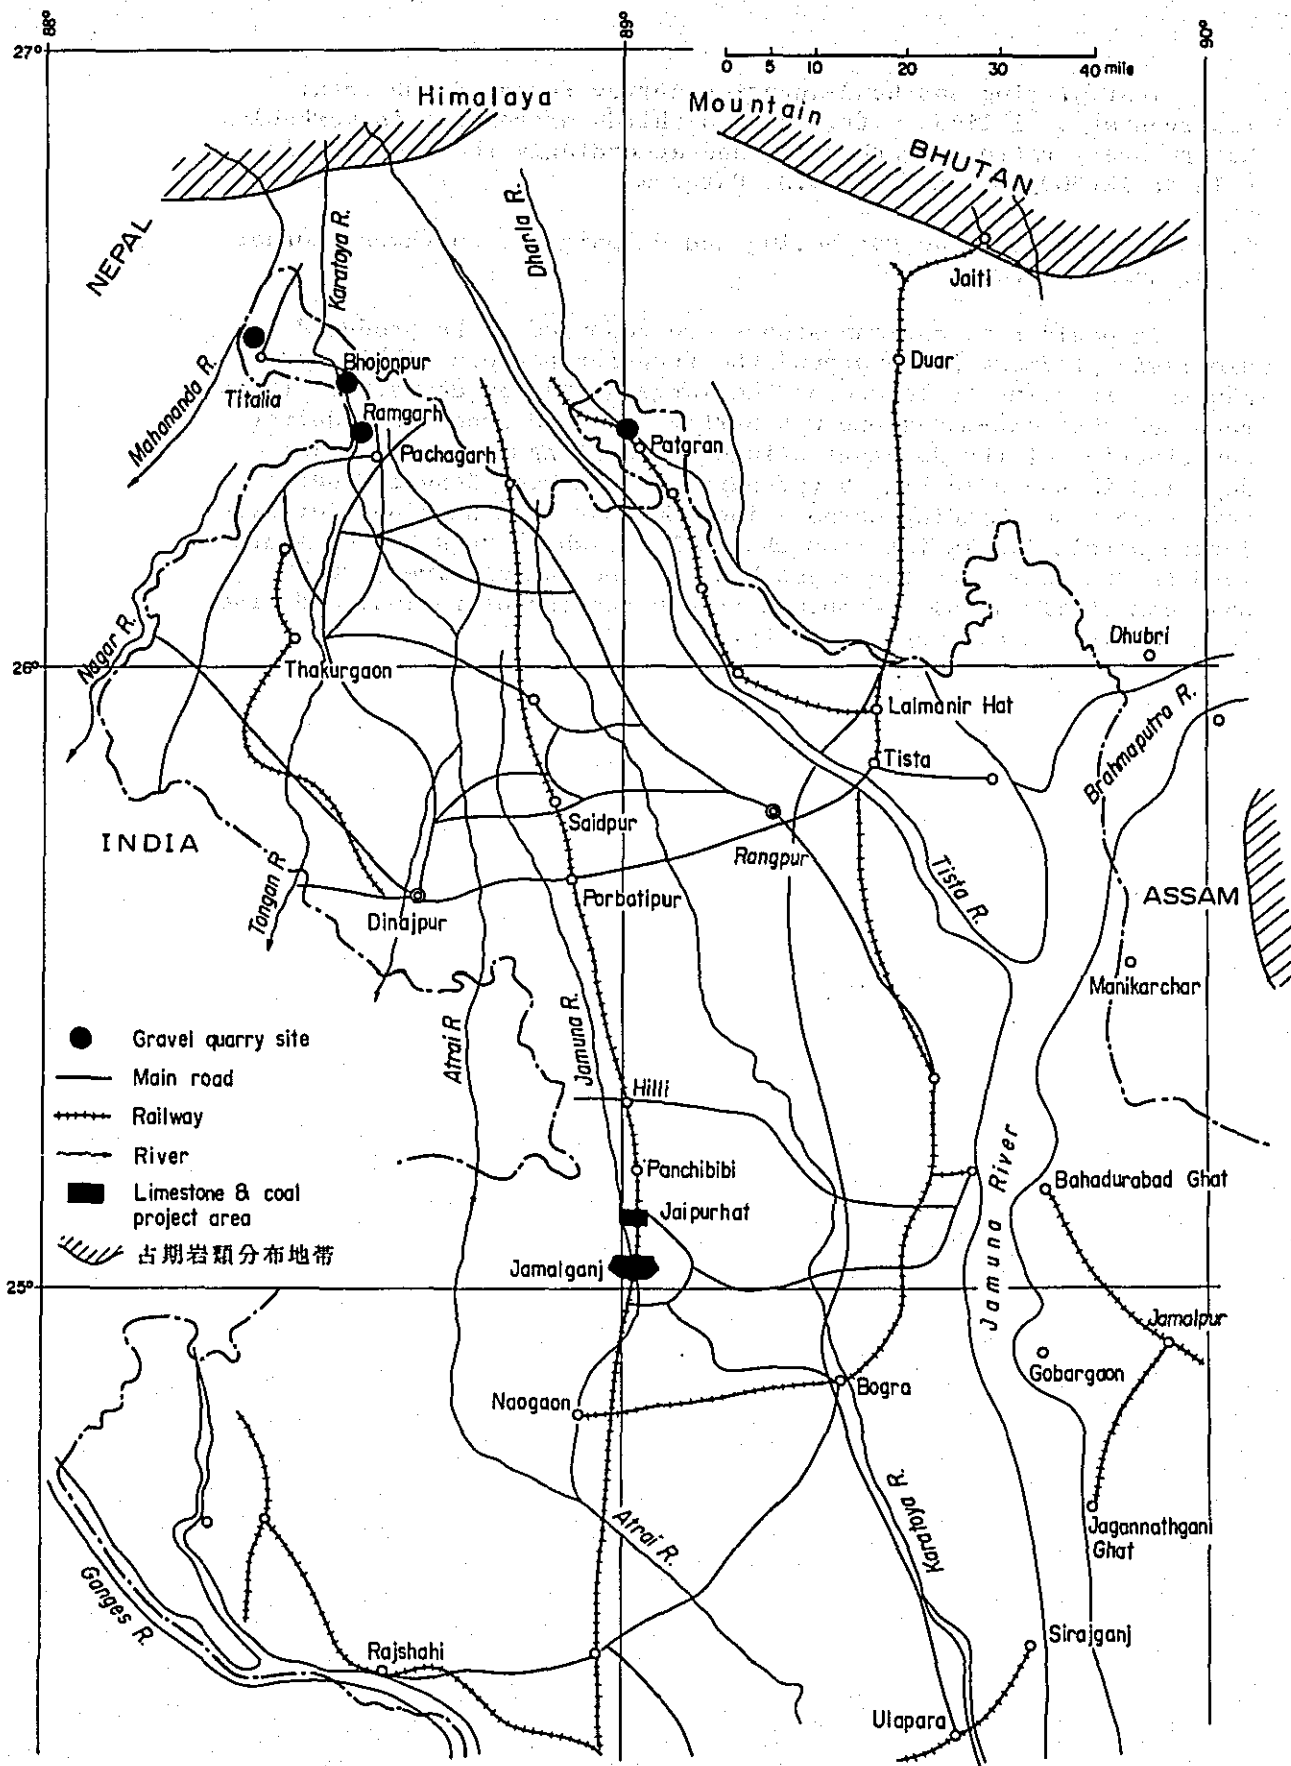 88°
89°
90°
27°
0 5 10 20 30 40 mile
Himalaya
Mountain
BHUTAN
NEPAL
Karatoya R.
Dharla R.
Jaiti
Mahananda R.
Titalia
Bhojonpur
Duar
Ramgarh
Pachagarh
Patgran
Nagar R.
Dhubri
26°
Thakurgaon
Lalmanir Hat
Brahmaputra R.
Tista
INDIA
Saidpur
Rangpur
Tista R.
Tangan R
Dinajpur
Parbatipur
ASSAM
Manikarchar
Atrai R
Jamuna R.
Gravel quarry site
Main road
Railway
River
Limestone & coal
project area
占期岩類分布地帯
Hilli
Panchibibi
Jaipurhat
Jamalganj
Jamuna River
Bahadurabad Ghat
25°
Jamalpur
Gobargaon
Naogaon
Bogra
Atrai R.
Karatoya R.
Jagannathgani
Ghat
Ganges R.
Rajshahi
Sirajganj
Ulapara